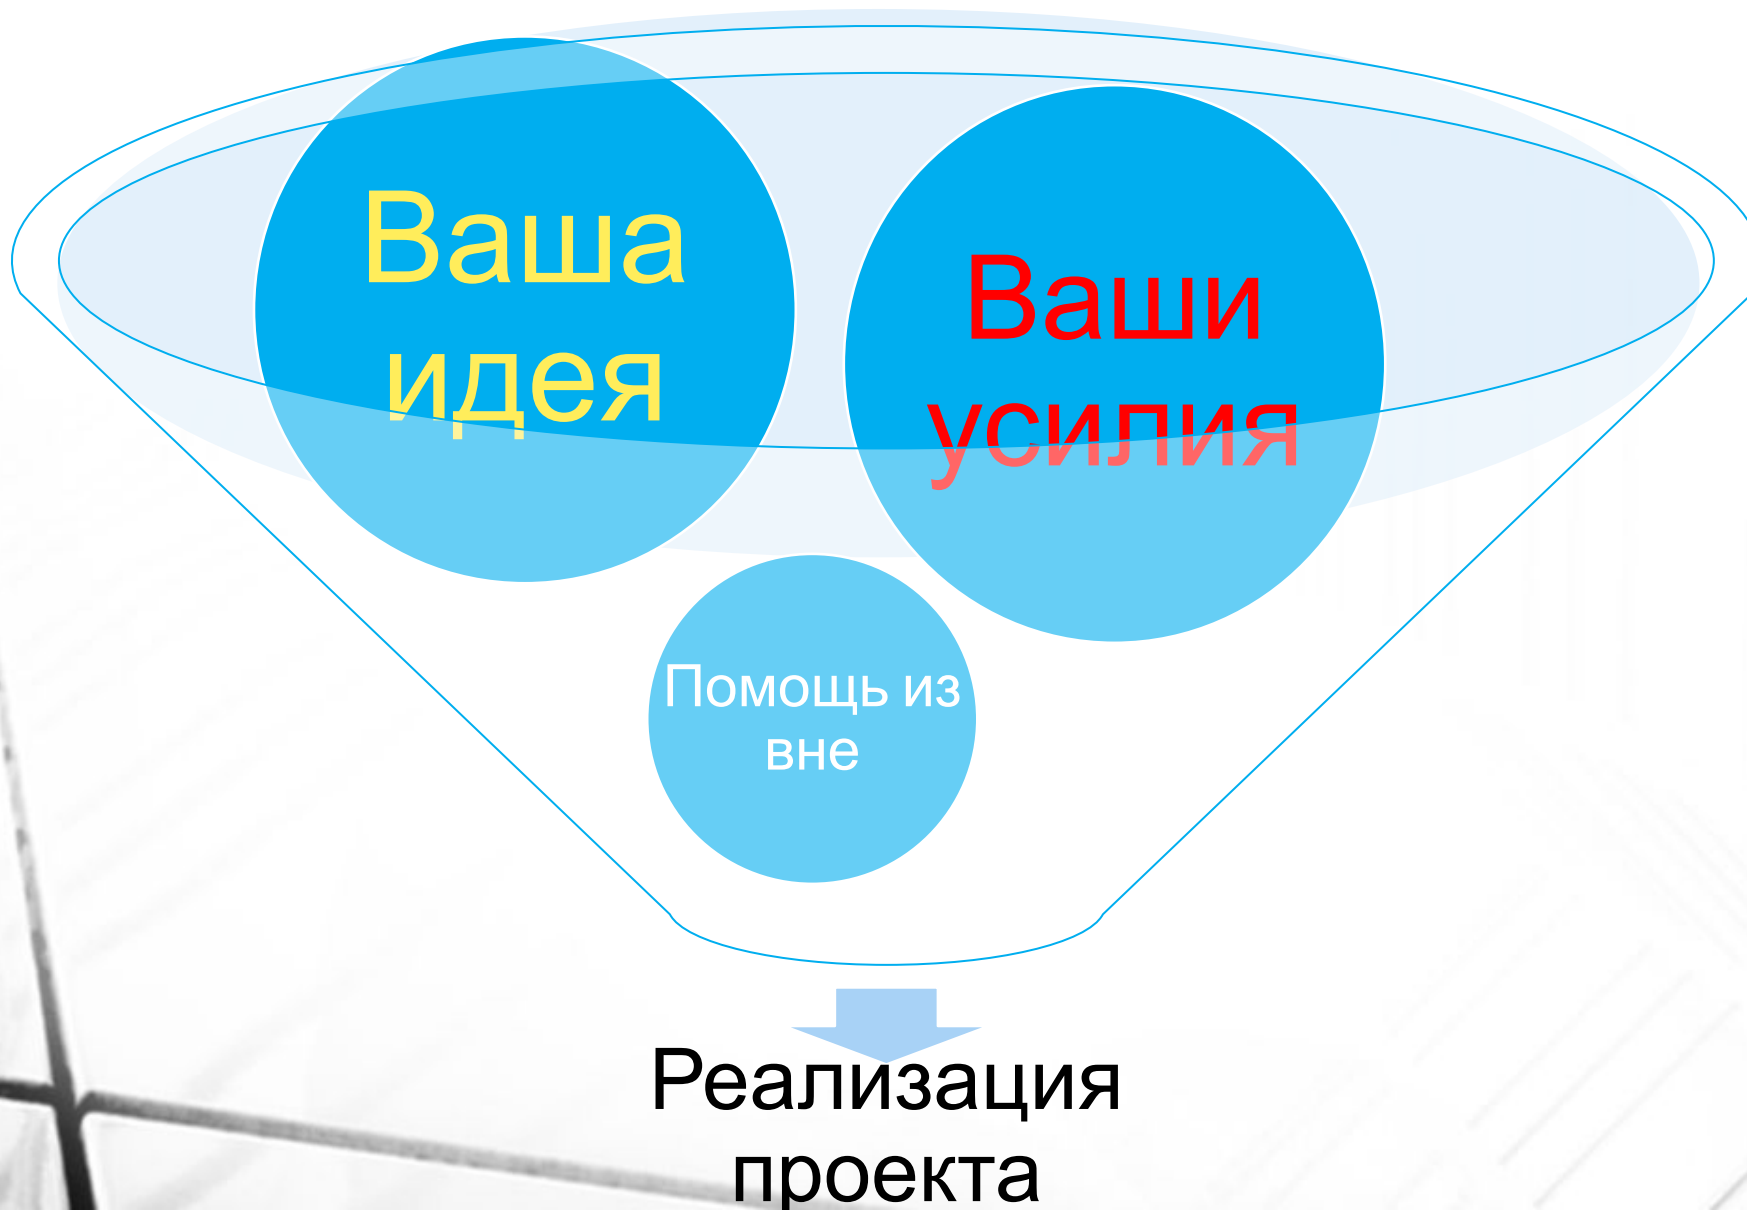 Ваша
идея
Ваши
усилия
Помощь из
вне
Реализация
проекта